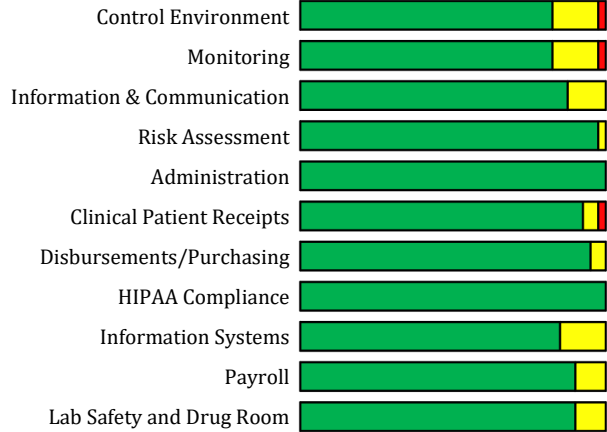 Control Environment
Monitoring
Information & Communication
Risk Assessment
Administration
Clinical Patient Receipts
Disbursements/Purchasing
HIPAA Compliance
Information Systems
Payroll
Lab Safety and Drug Room